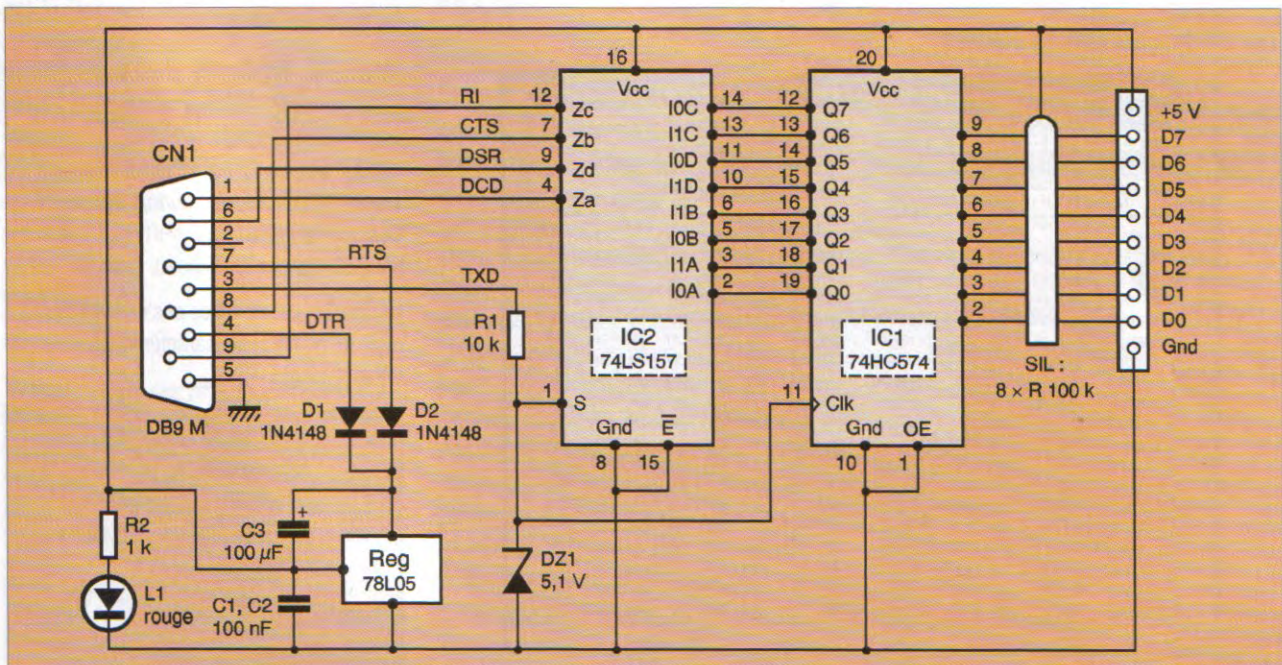 CN1
1
6
2
7
3
8
4
9
5
DB9 M
RI
CTS
DSR
DCD
RTS
TXD
DTR
R1
10 k
D1
1N4148
D2
1N4148
R2
1 k
L1
rouge
C3
+
100 µF
C1, C2
100 nF
Reg
78L05
DZ1
5,1 V
16
Vcc
12 Zc
7 Zb
9 Zd
4 Za
1 S
I0C 14
I1C 13
I0D 11
I1D 10
I1B 6
I0B 5
I1A 3
I0A 2
IC2
74LS157
Gnd E
8 15
20
Vcc
12 Q7
13 Q6
14 Q5
15 Q4
16 Q3
17 Q2
18 Q1
19 Q0
11 Clk
IC1
74HC574
Gnd OE
10 1
9
8
7
6
5
4
3
2
SIL :
8 × R 100 k
+5 V
D7
D6
D5
D4
D3
D2
D1
D0
Gnd